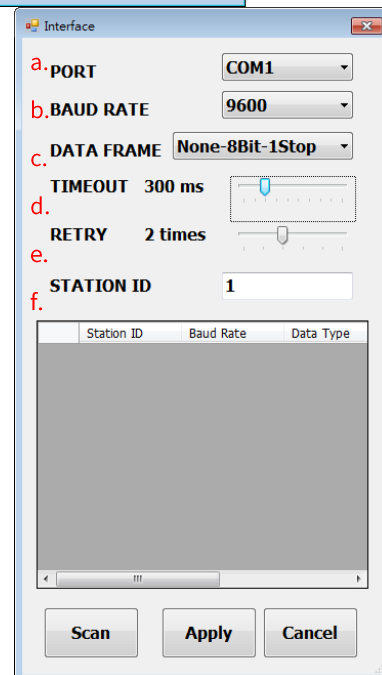 Interface
a. PORT COM1
b. BAUD RATE 9600
c. DATA FRAME None-8Bit-1Stop
TIMEOUT 300 ms
d.
RETRY 2 times
e.
STATION ID 1
f.
Station ID Baud Rate Data Type
Scan Apply Cancel